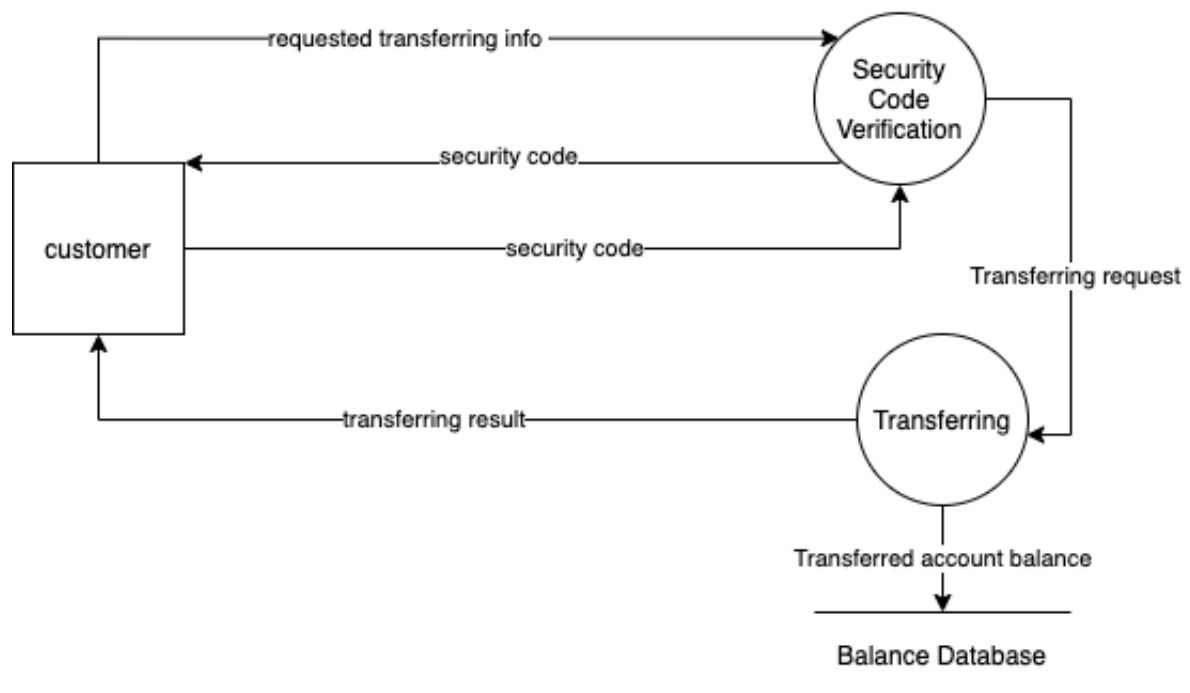 requested transferring info
Security
Code
Verification
security code
customer
security code
Transferring request
transferring result
Transferring
Transferred account balance
Balance Database